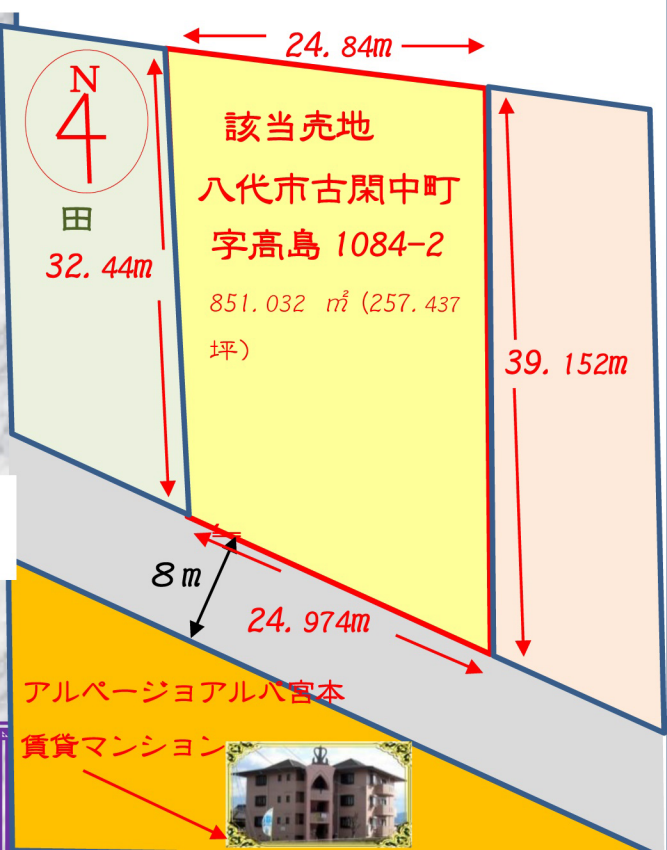 24.84m
N
該当売地
八代市古閑中町
字高島 1084-2
851.032 ㎡ (257.437
坪)
田
32.44m
39.152m
8m
24.974m
アルペジョアルバ宮本
賃貸マンション